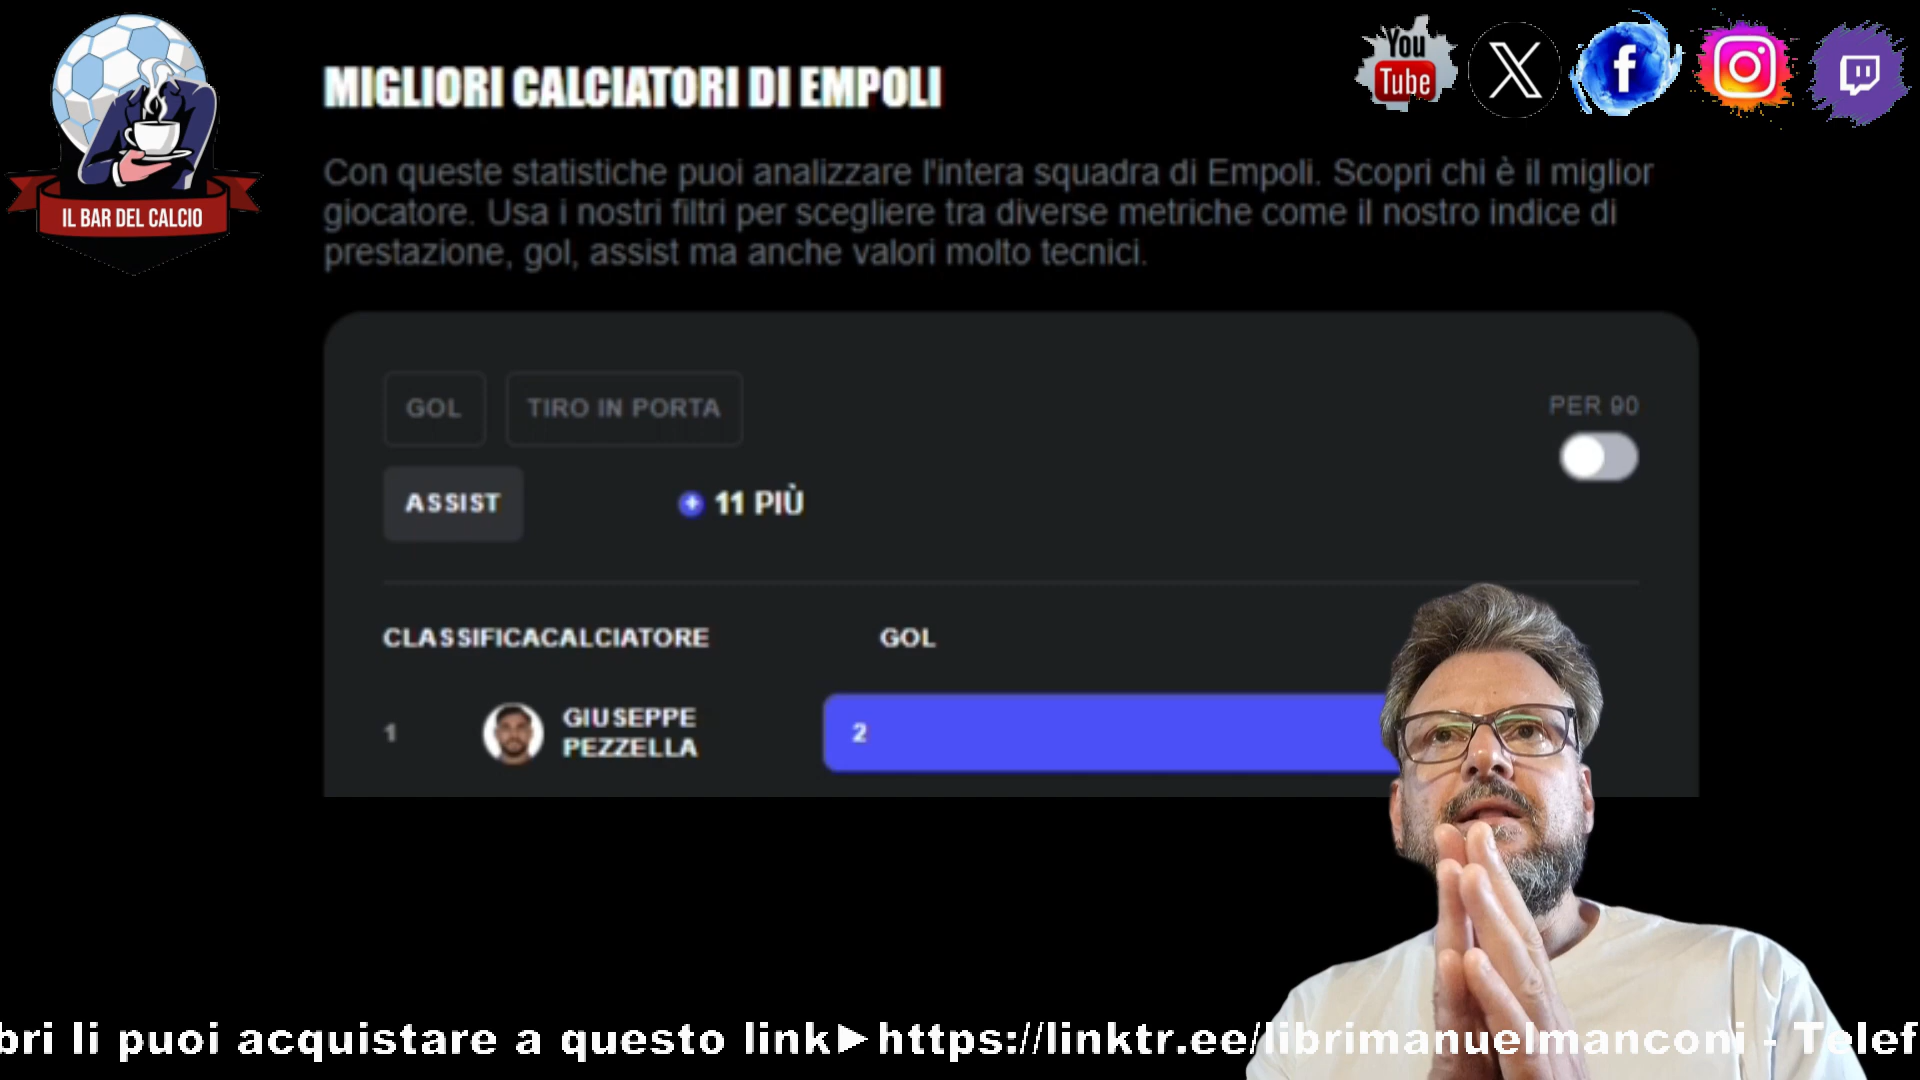 You
Tube
IL BAR DEL CALCIO
MIGLIORI CALCIATORI DI EMPOLI
Con queste statistiche puoi analizzare l'intera squadra di Empoli. Scopri chi è il miglior
giocatore. Usa i nostri filtri per scegliere tra diverse metriche come il nostro indice di
prestazione, gol, assist ma anche valori molto tecnici.
GOL TIRO IN PORTA
PER 90
ASSIST + 11 PIÙ
CLASSIFICACALCIATORE GOL
1 GIUSEPPE
PEZZELLA
2
bri li puoi acquistare a questo link►https://linktr.ee/librimanuelmanconi - Telef